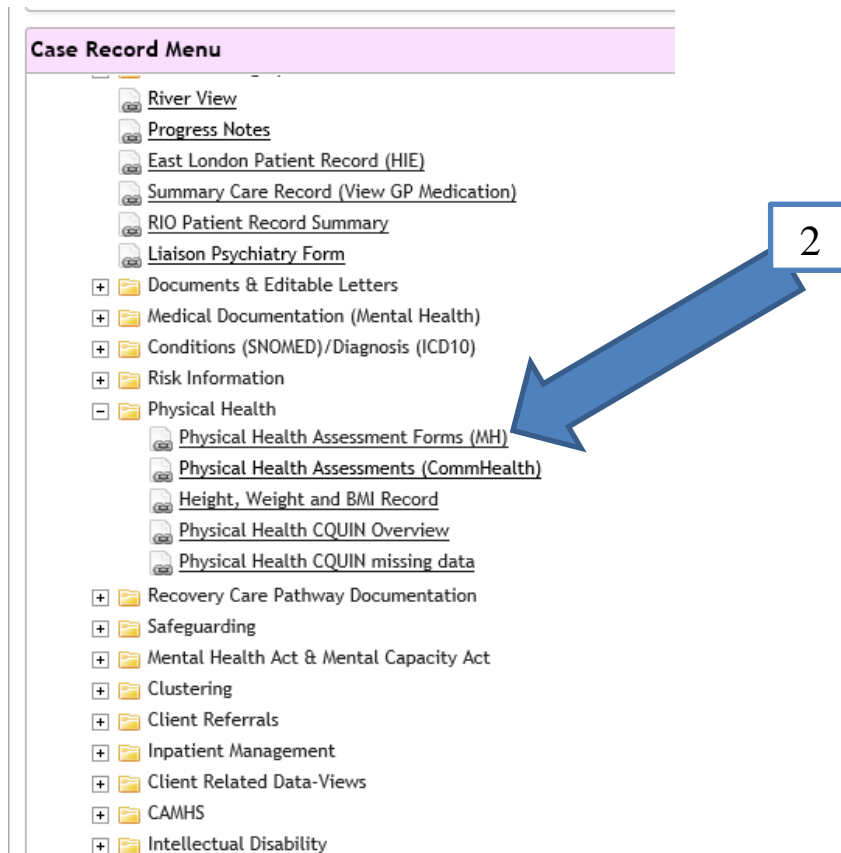 Case Record Menu
River View
Progress Notes
East London Patient Record (HIE)
Summary Care Record (View GP Medication)
RIO Patient Record Summary
Liaison Psychiatry Form
Documents & Editable Letters
Medical Documentation (Mental Health)
Conditions (SNOMED)/Diagnosis (ICD10)
Risk Information
Physical Health
Physical Health Assessment Forms (MH)
Physical Health Assessments (CommHealth)
Height, Weight and BMI Record
Physical Health CQUIN Overview
Physical Health CQUIN missing data
Recovery Care Pathway Documentation
Safeguarding
Mental Health Act & Mental Capacity Act
Clustering
Client Referrals
Inpatient Management
Client Related Data-Views
CAMHS
Intellectual Disability
2